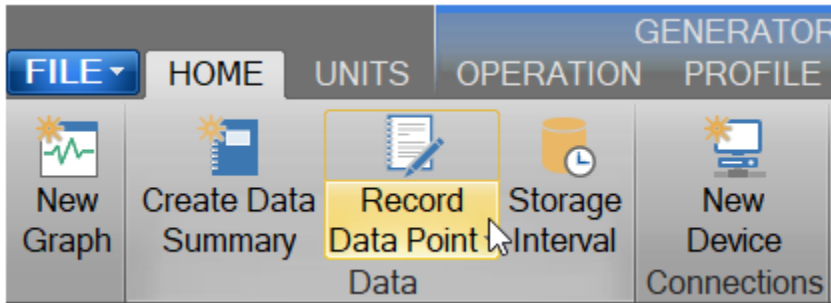 GENERATOR
FILE HOME UNITS OPERATION PROFILE
New Graph
Create Data Summary
Record Data Point
Storage Interval
New Device
Data
Connections